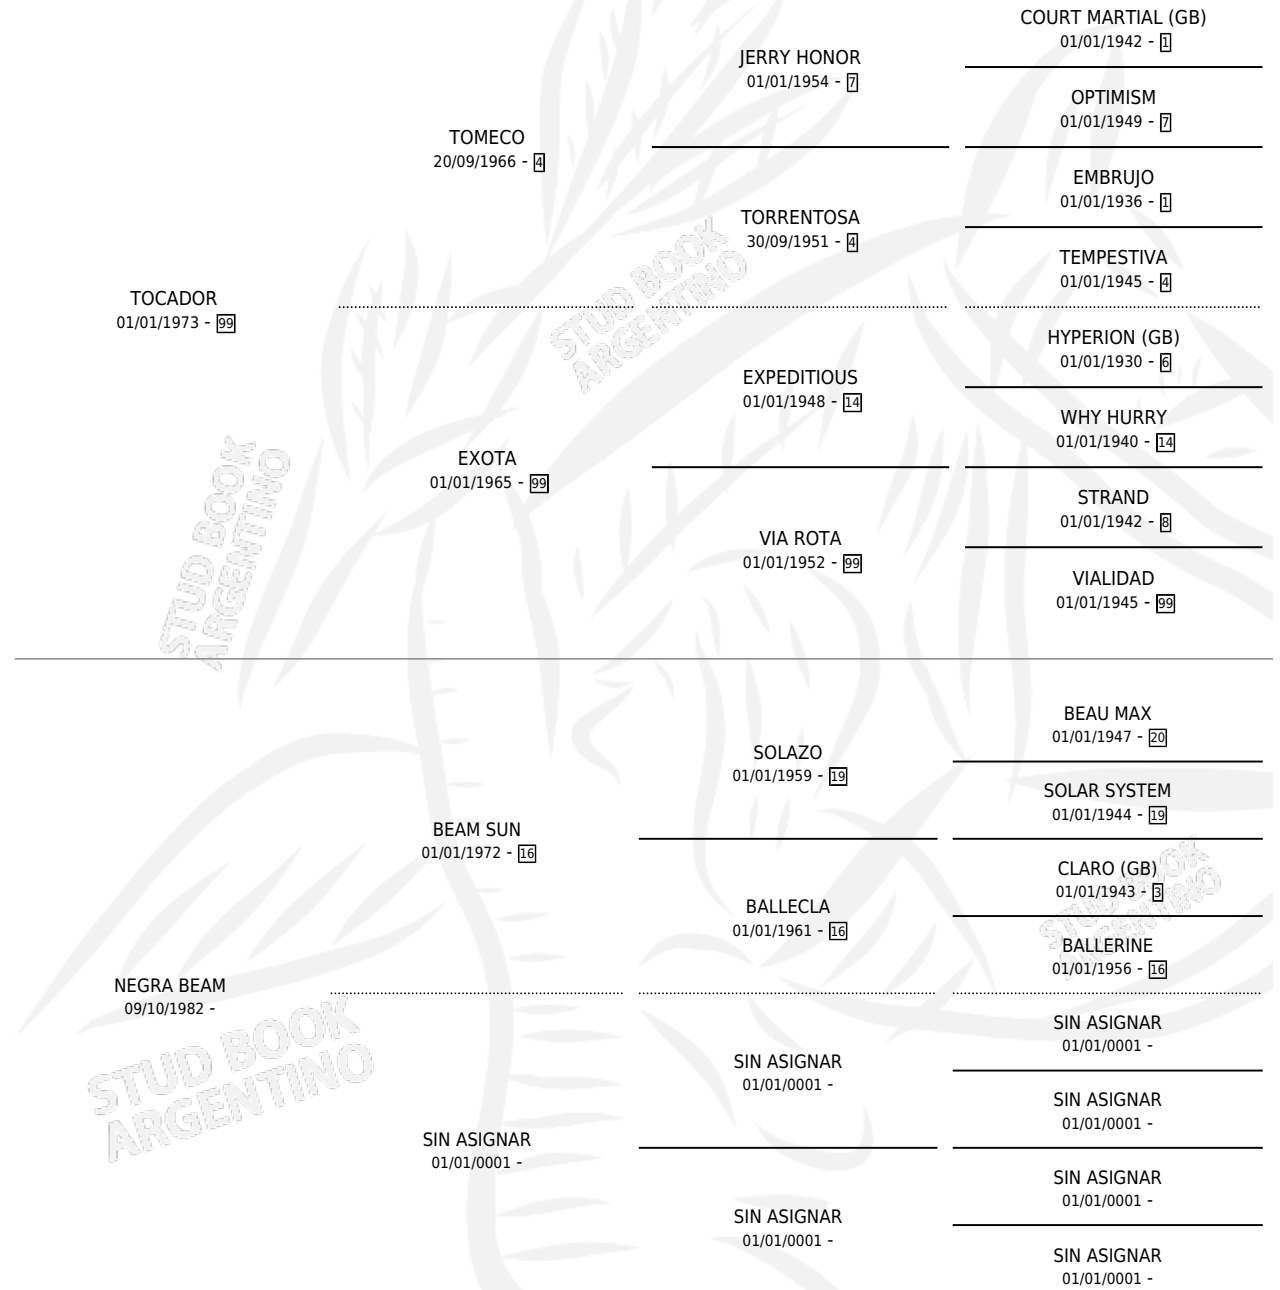 COURT MARTIAL (GB)
01/01/1942 - 1
JERRY HONOR
01/01/1954 - 7
OPTIMISM
01/01/1949 - 7
TOMECO
20/09/1966 - 4
EMBRUJO
01/01/1936 - 1
TORRENTOSA
30/09/1951 - 4
TEMPESTIVA
01/01/1945 - 4
TOCADOR
01/01/1973 - 99
HYPERION (GB)
01/01/1930 - 6
EXPEDITIOUS
01/01/1948 - 14
WHY HURRY
01/01/1940 - 14
EXOTA
01/01/1965 - 99
STRAND
01/01/1942 - 8
VIA ROTA
01/01/1952 - 99
VIALIDAD
01/01/1945 - 99
STUD BOOK
ARGENTINO
STUD BOOK
ARGENTINO
BEAU MAX
01/01/1947 - 20
SOLAZO
01/01/1959 - 19
SOLAR SYSTEM
01/01/1944 - 19
BEAM SUN
01/01/1972 - 16
CLARO (GB)
01/01/1943 - 3
BALLECLA
01/01/1961 - 16
BALLERINE
01/01/1956 - 16
STUD BOOK
ARGENTINO
NEGRA BEAM
09/10/1982 -
SIN ASIGNAR
01/01/0001 -
SIN ASIGNAR
01/01/0001 -
SIN ASIGNAR
01/01/0001 -
SIN ASIGNAR
01/01/0001 -
SIN ASIGNAR
01/01/0001 -
SIN ASIGNAR
01/01/0001 -
SIN ASIGNAR
01/01/0001 -
STUD BOOK
ARGENTINO